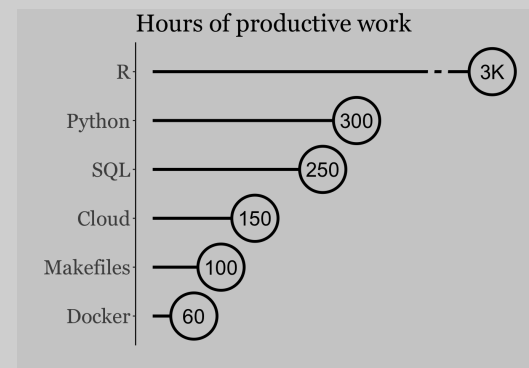 Hours of productive work
R 3K
Python 300
SQL 250
Cloud 150
Makefiles 100
Docker 60